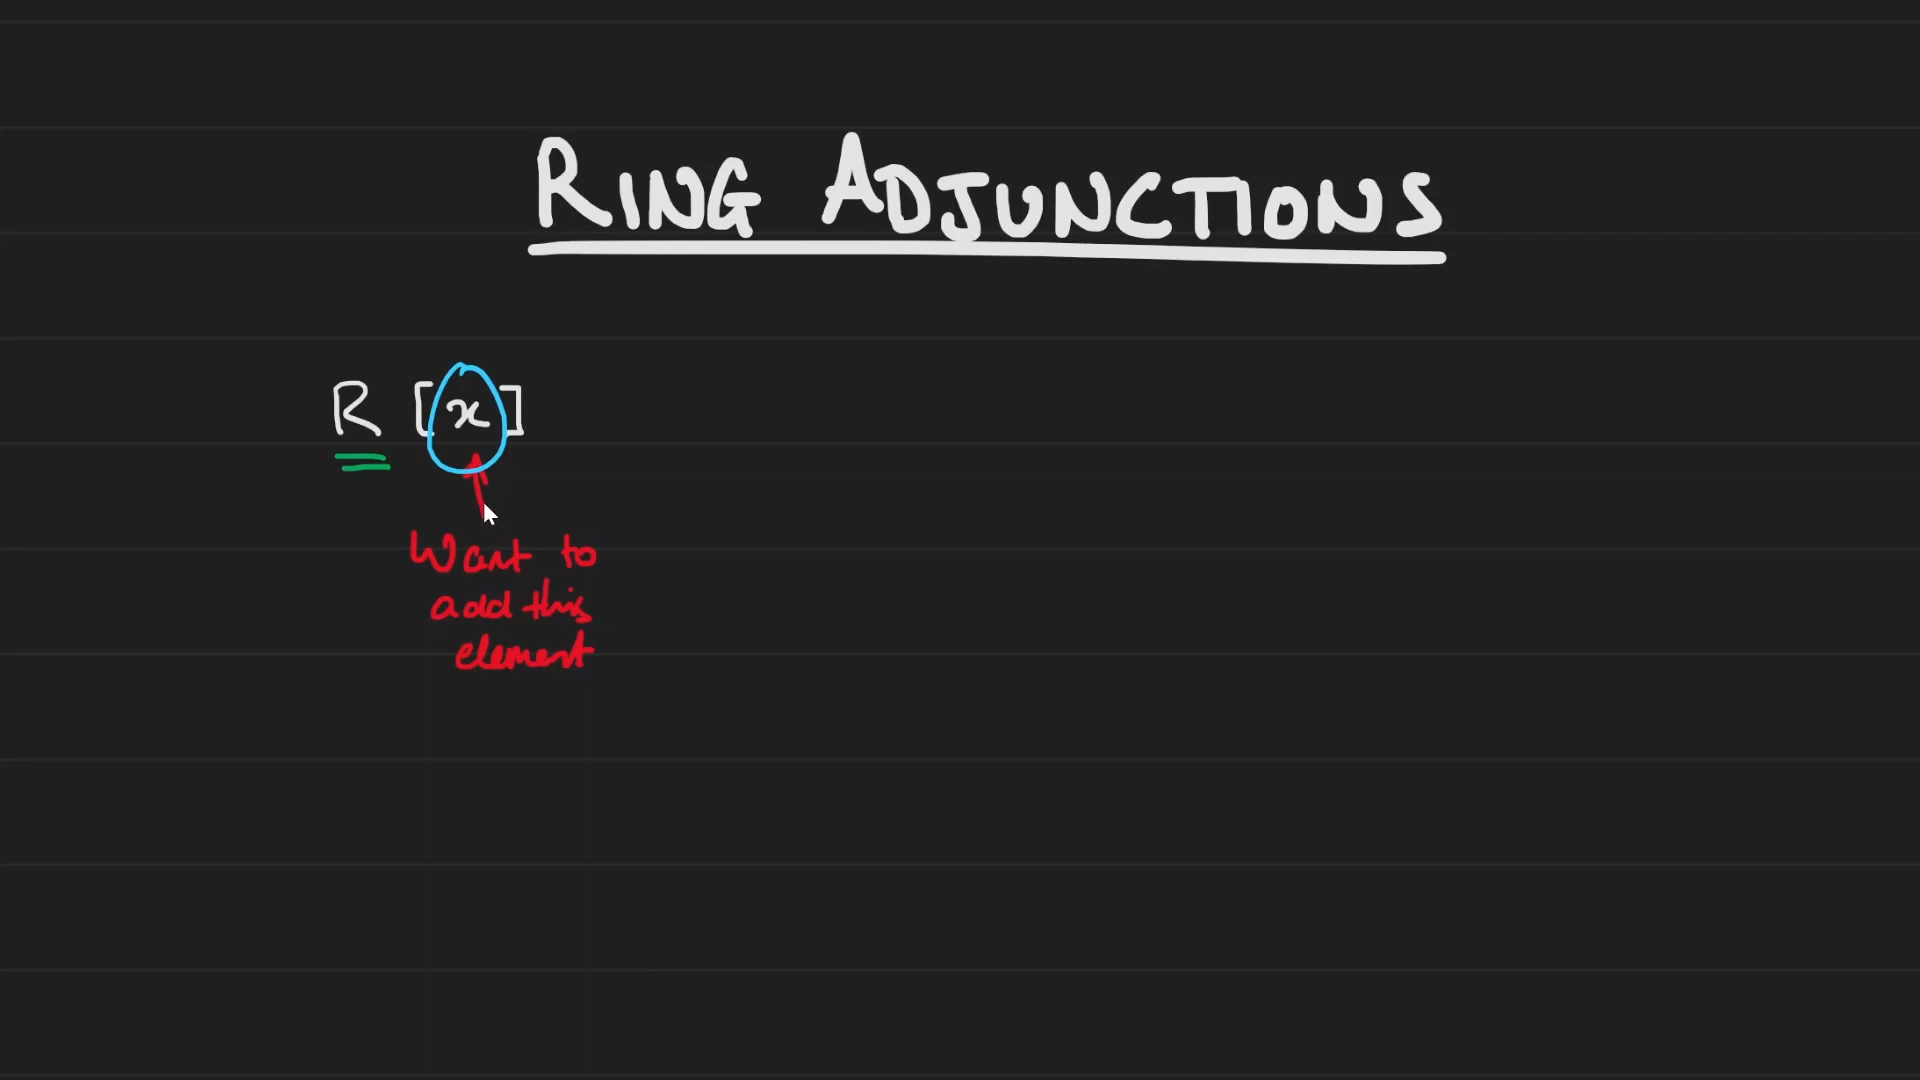 RING ADJUNCTIONS
R [x]
Want to
add this
element